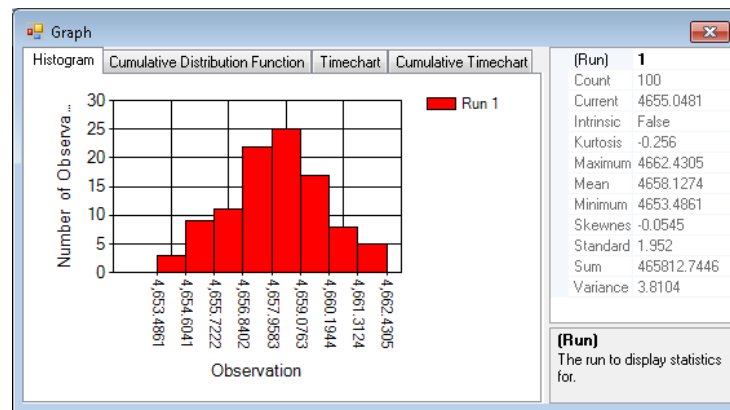 Graph
Histogram Cumulative Distribution Function Timechart Cumulative Timechart
Number of Observa ...
30
25
20
15
10
5
0
4,653.4861
4,654.6041
4,655.7222
4,656.8402
4,657.9583
4,659.0763
4,660.1944
4,661.3124
4,662.4305
Observation
Run 1
(Run) 1
Count 100
Current 4655.0481
Intrinsic False
Kurtosis -0.256
Maximum 4662.4305
Mean 4658.1274
Minimum 4653.4861
Skewnes -0.0545
Standard 1.952
Sum 465812.7446
Variance 3.8104
(Run)
The run to display statistics
for.